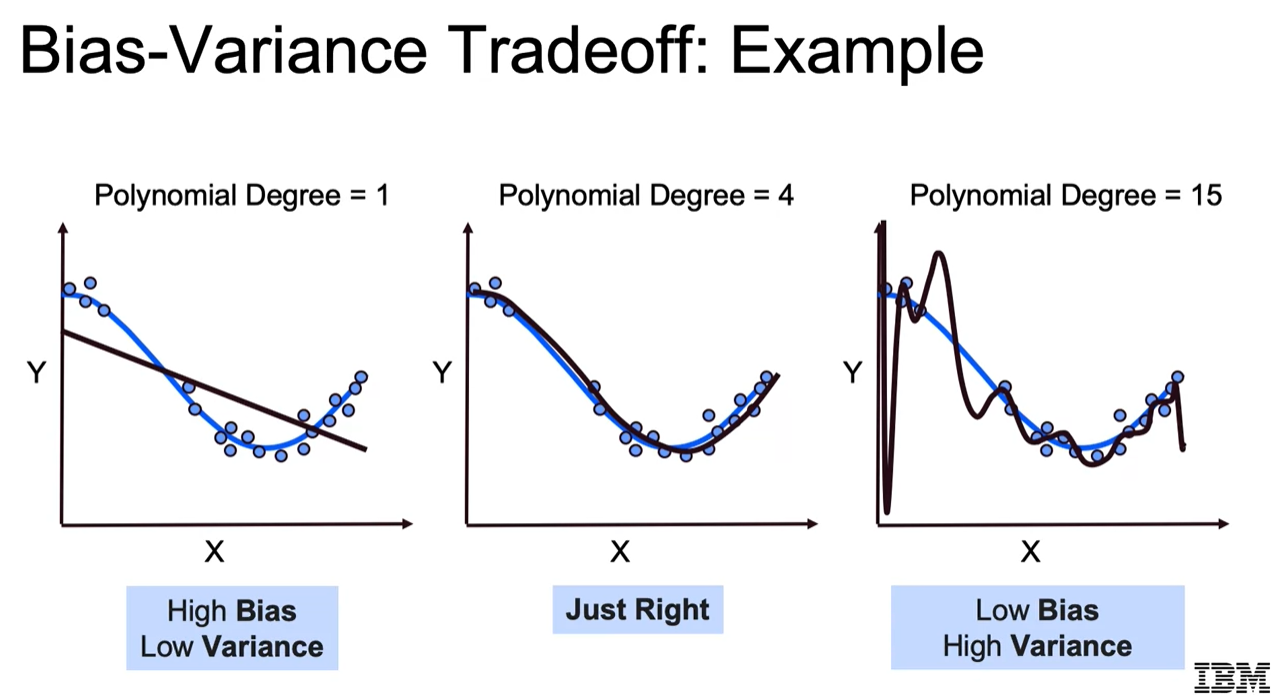 Bias-Variance Tradeoff: Example
Polynomial Degree = 1
Y
X
High Bias
Low Variance
Polynomial Degree = 4
Y
X
Just Right
Polynomial Degree = 15
Y
X
Low Bias
High Variance
IBM